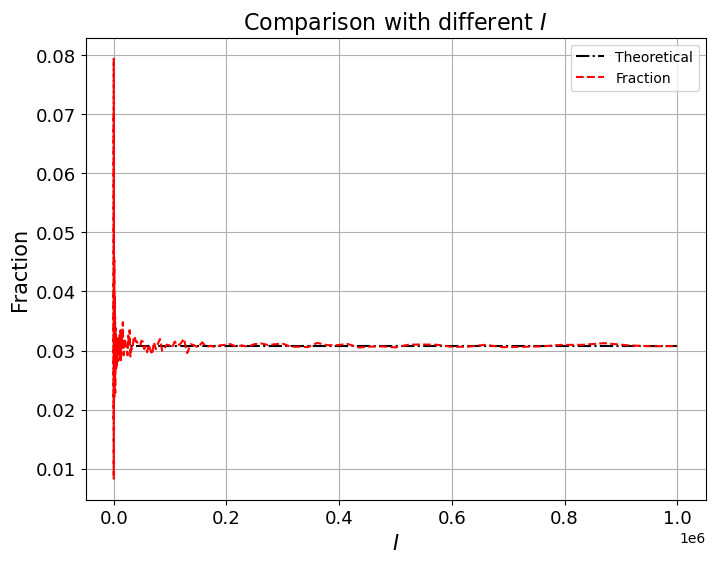 Comparison with different I
Theoretical
Fraction
0.08
0.07
0.06
0.05
0.04
0.03
0.02
0.01
Fraction
0.0 0.2 0.4 0.6 0.8 1.0
1e6
I